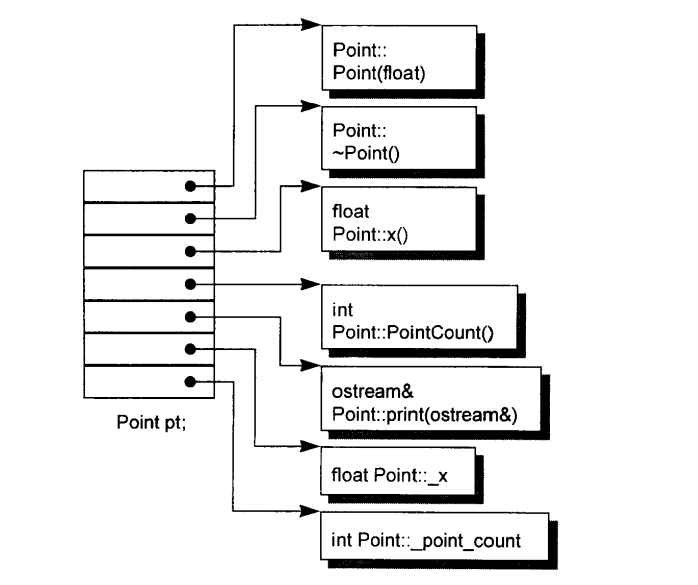 Point::
Point(float)
Point::
~Point()
float
Point::x()
int
Point::PointCount()
ostream&
Point::print(ostream&)
Point pt;
float Point::_x
int Point::_point_count